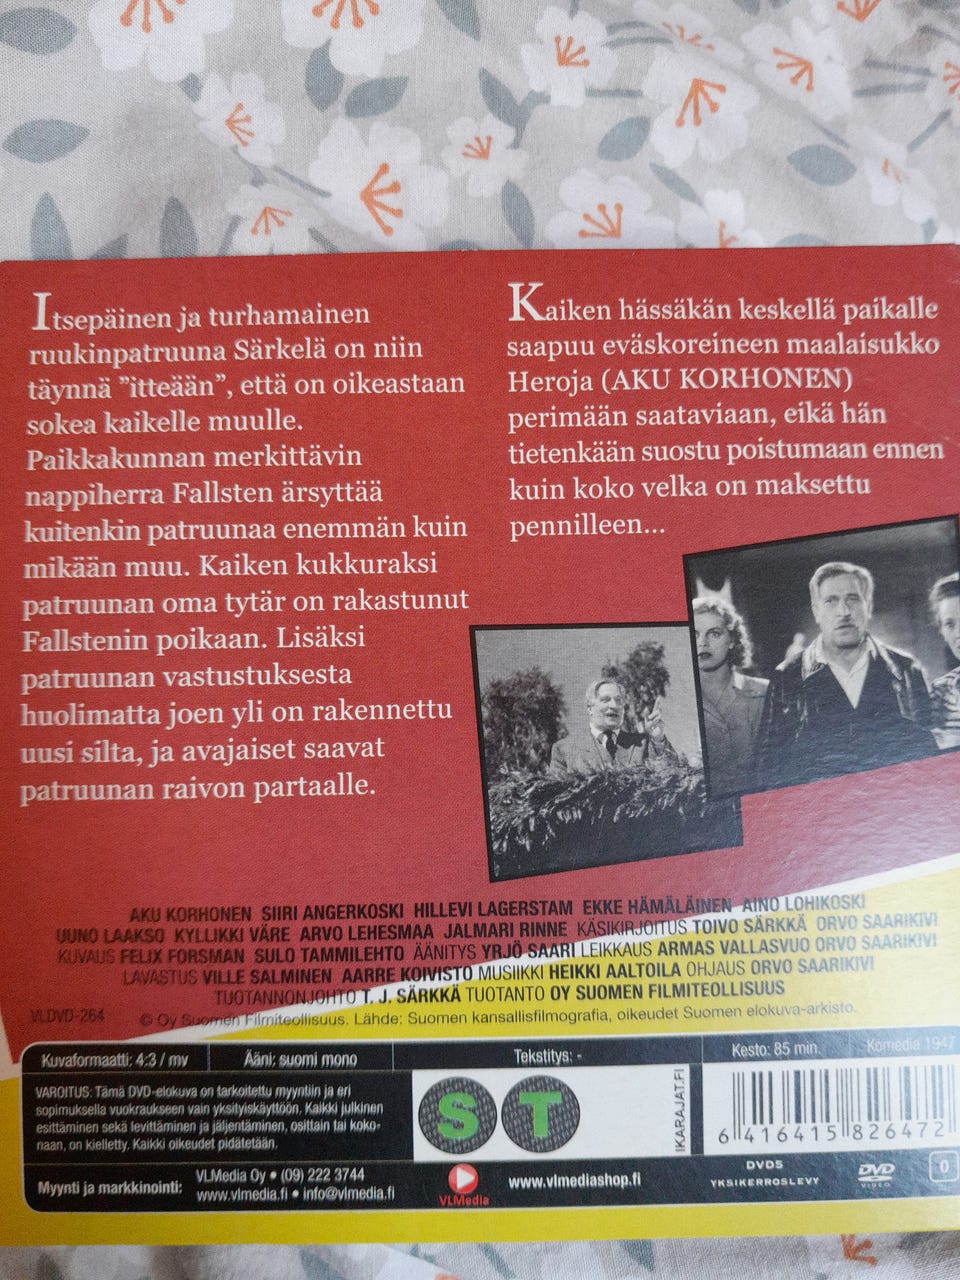 Itsepäinen ja turhamainen
ruukinpatruuna Särkelä on niin
täynnä ”itteään”, että on oikeastaan
sokea kaikelle muulle.
Paikkakunnan merkittävin
nappiherra Fallsten ärsyttää
kuitenkin patruunaa enemmän kuin
mikään muu. Kaiken kukkuraksi
patruunan oma tytär on rakastunut
Fallstenin poikaan. Lisäksi
patruunan vastustuksesta
huolimatta joen yli on rakennettu
uusi silta, ja avajaiset saavat
patruunan raivon partaalle.
Kaiken hässäkän keskellä paikalle
saapuu eväskoreineen maalaisukko
Heroja (AKU KORHONEN)
perimään saataviaan, eikä hän
tietenkään suostu poistumaan ennen
kuin koko velka on maksettu
pennilleen...
AKU KORHONEN SIIRI ANGERKOSKI HILLEVI LAGERSTAM EKKE HÄMÄLÄINEN AINO LOHIKOSKI
UUNO LAAKSO KYLLIKKI VÄRE ARVO LEHESMAA JALMARI RINNE KÄSIKIRJOITUS TOIVO SÄRKKÄ ORVO SAARIKIVI
KUVAUS FELIX FORSMAN SULO TAMMILEHTO ÄÄNITYS YRJÖ SAARI LEIKKAUS ARMAS VALLASVUO ORVO SAARIKIVI
LAVASTUS VILLE SALMINEN AARRE KOIVISTO MUSIIKKI HEIKKI AALTOILA OHJAUS ORVO SAARIKIVI
TUOTANNONJOHTO T. J. SÄRKKÄ TUOTANTO OY SUOMEN FILMITEOLLISUUS
VLDVD-264 © Oy Suomen Filmiteollisuus. Lähde: Suomen kansallisfilmografia, oikeudet Suomen elokuva-arkisto.
Kuvaformaatti: 4:3 / mv Ääni: suomi mono Tekstitys: - Kesto: 85 min. Komedia 1947
VAROITUS: Tämä DVD-elokuva on tarkoitettu myyntiin ja eri
sopimuksella vuokraukseen vain yksityiskäyttöön. Kaikki julkinen
esittäminen sekä levittäminen ja jäljentäminen, osittain tai koko-
naan, on kielletty. Kaikki oikeudet pidätetään.
S T
IKARAJAT.FI
6 416415 826472
Myynti ja markkinointi:
VLMedia Oy • (09) 222 3744
www.vlmedia.fi • info@vlmedia.fi
VLMedia
www.vlmediashop.fi
DVD5
YKSIKERROSLEVY
DVD
VIDEO
0